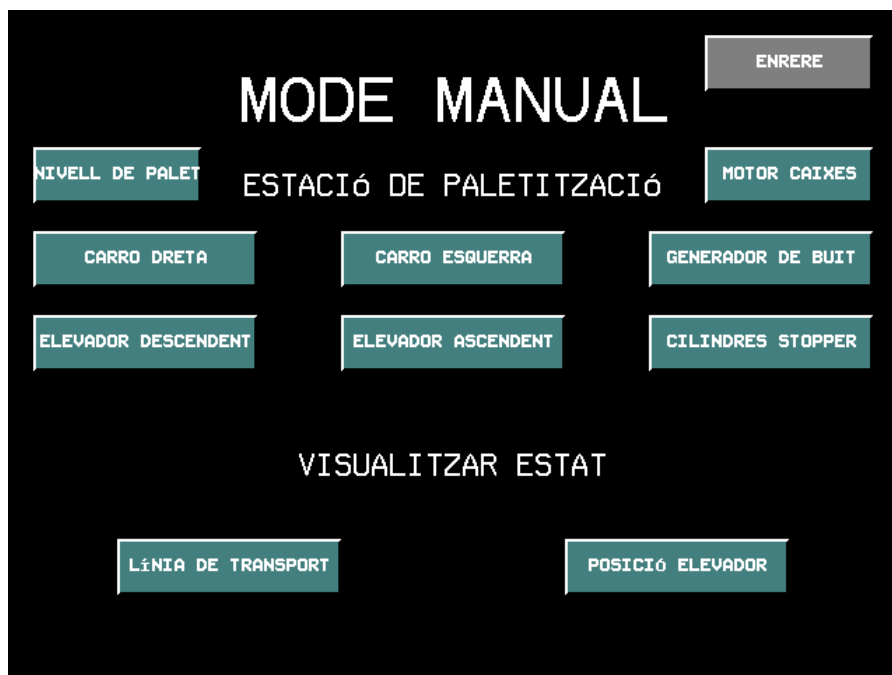 ENRERE
MODE MANUAL
NIVELL DE PALET
ESTACIó DE PALETITZACIó
MOTOR CAIXES
CARRO DRETA
CARRO ESQUERRA
GENERADOR DE BUIT
ELEVADOR DESCENDENT
ELEVADOR ASCENDENT
CILINDRES STOPPER
VISUALITZAR ESTAT
LíNIA DE TRANSPORT
POSICIó ELEVADOR